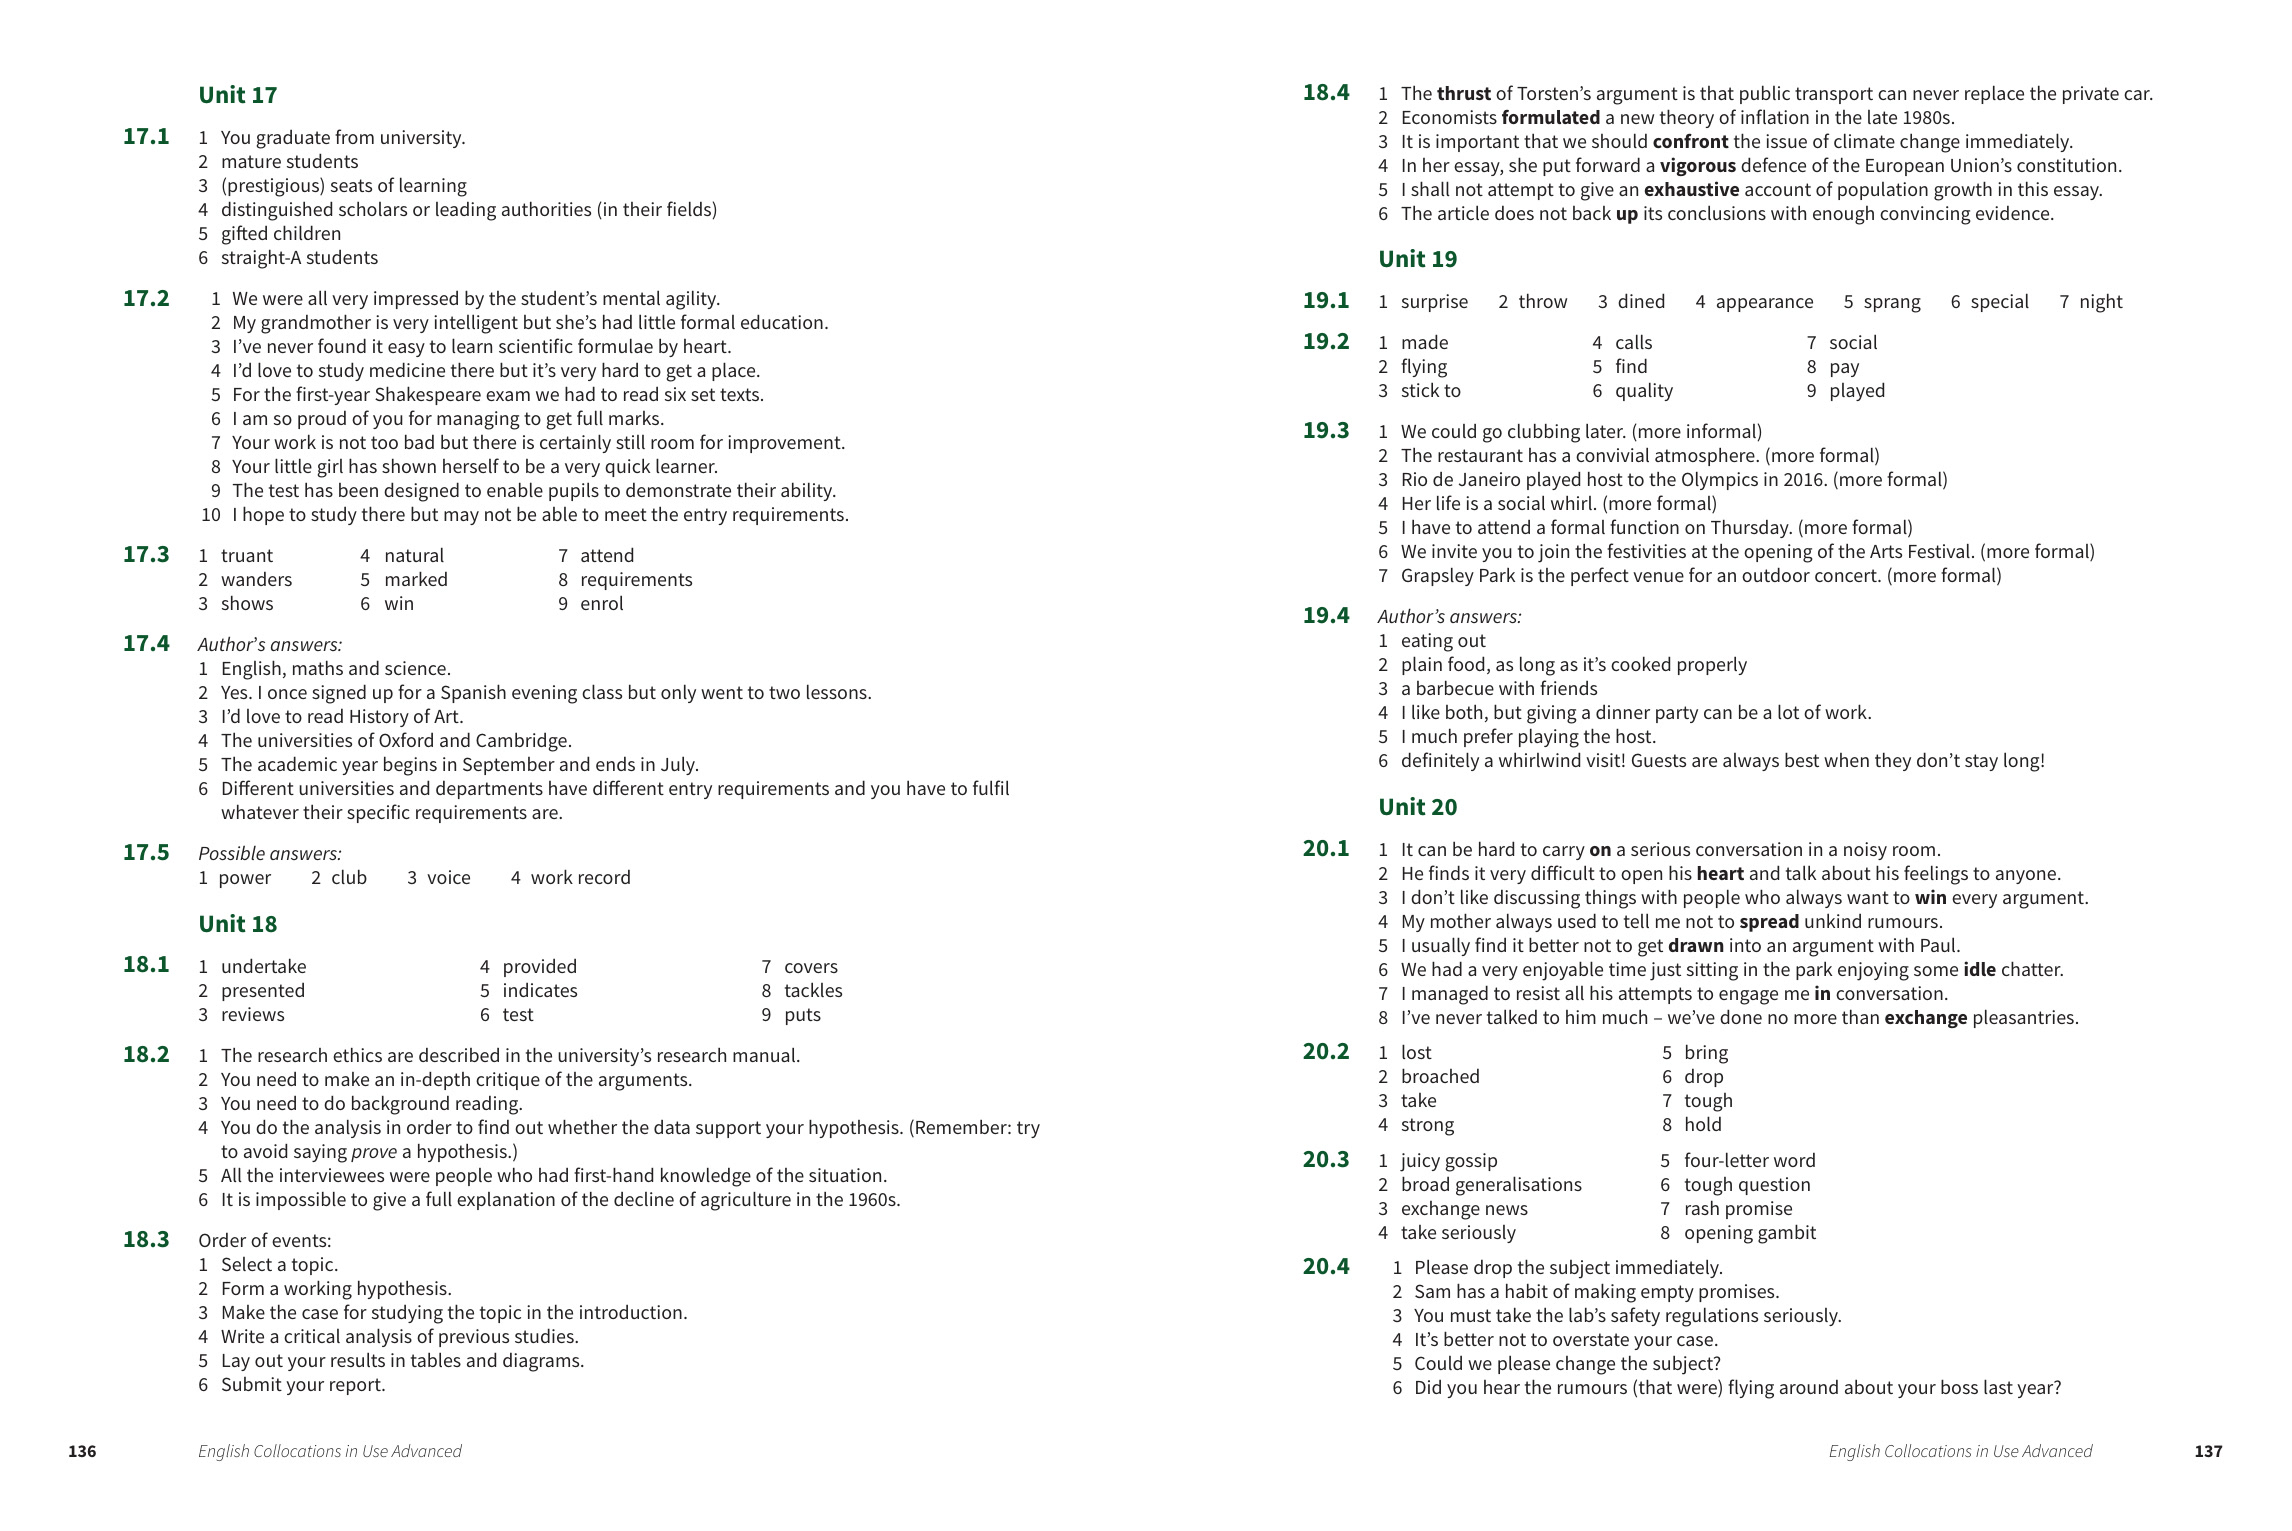 Unit 17
17.1 1 You graduate from university.
2 mature students
3 (prestigious) seats of learning
4 distinguished scholars or leading authorities (in their fields)
5 gifted children
6 straight-A students
17.2 1 We were all very impressed by the student’s mental agility.
2 My grandmother is very intelligent but she’s had little formal education.
3 I’ve never found it easy to learn scientific formulae by heart.
4 I’d love to study medicine there but it’s very hard to get a place.
5 For the first-year Shakespeare exam we had to read six set texts.
6 I am so proud of you for managing to get full marks.
7 Your work is not too bad but there is certainly still room for improvement.
8 Your little girl has shown herself to be a very quick learner.
9 The test has been designed to enable pupils to demonstrate their ability.
10 I hope to study there but may not be able to meet the entry requirements.
17.3 1 truant 4 natural 7 attend
2 wanders 5 marked 8 requirements
3 shows 6 win 9 enrol
17.4 Author’s answers:
1 English, maths and science.
2 Yes. I once signed up for a Spanish evening class but only went to two lessons.
3 I’d love to read History of Art.
4 The universities of Oxford and Cambridge.
5 The academic year begins in September and ends in July.
6 Different universities and departments have different entry requirements and you have to fulfil
whatever their specific requirements are.
17.5 Possible answers:
1 power 2 club 3 voice 4 work record
Unit 18
18.1 1 undertake 4 provided 7 covers
2 presented 5 indicates 8 tackles
3 reviews 6 test 9 puts
18.2 1 The research ethics are described in the university’s research manual.
2 You need to make an in-depth critique of the arguments.
3 You need to do background reading.
4 You do the analysis in order to find out whether the data support your hypothesis. (Remember: try
to avoid saying prove a hypothesis.)
5 All the interviewees were people who had first-hand knowledge of the situation.
6 It is impossible to give a full explanation of the decline of agriculture in the 1960s.
18.3 Order of events:
1 Select a topic.
2 Form a working hypothesis.
3 Make the case for studying the topic in the introduction.
4 Write a critical analysis of previous studies.
5 Lay out your results in tables and diagrams.
6 Submit your report.
136 English Collocations in Use Advanced
18.4 1 The thrust of Torsten’s argument is that public transport can never replace the private car.
2 Economists formulated a new theory of inflation in the late 1980s.
3 It is important that we should confront the issue of climate change immediately.
4 In her essay, she put forward a vigorous defence of the European Union’s constitution.
5 I shall not attempt to give an exhaustive account of population growth in this essay.
6 The article does not back up its conclusions with enough convincing evidence.
Unit 19
19.1 1 surprise 2 throw 3 dined 4 appearance 5 sprang 6 special 7 night
19.2 1 made 4 calls 7 social
2 flying 5 find 8 pay
3 stick to 6 quality 9 played
19.3 1 We could go clubbing later. (more informal)
2 The restaurant has a convivial atmosphere. (more formal)
3 Rio de Janeiro played host to the Olympics in 2016. (more formal)
4 Her life is a social whirl. (more formal)
5 I have to attend a formal function on Thursday. (more formal)
6 We invite you to join the festivities at the opening of the Arts Festival. (more formal)
7 Grapsley Park is the perfect venue for an outdoor concert. (more formal)
19.4 Author’s answers:
1 eating out
2 plain food, as long as it’s cooked properly
3 a barbecue with friends
4 I like both, but giving a dinner party can be a lot of work.
5 I much prefer playing the host.
6 definitely a whirlwind visit! Guests are always best when they don’t stay long!
Unit 20
20.1 1 It can be hard to carry on a serious conversation in a noisy room.
2 He finds it very difficult to open his heart and talk about his feelings to anyone.
3 I don’t like discussing things with people who always want to win every argument.
4 My mother always used to tell me not to spread unkind rumours.
5 I usually find it better not to get drawn into an argument with Paul.
6 We had a very enjoyable time just sitting in the park enjoying some idle chatter.
7 I managed to resist all his attempts to engage me in conversation.
8 I’ve never talked to him much – we’ve done no more than exchange pleasantries.
20.2 1 lost 5 bring
2 broached 6 drop
3 take 7 tough
4 strong 8 hold
20.3 1 juicy gossip 5 four-letter word
2 broad generalisations 6 tough question
3 exchange news 7 rash promise
4 take seriously 8 opening gambit
20.4 1 Please drop the subject immediately.
2 Sam has a habit of making empty promises.
3 You must take the lab’s safety regulations seriously.
4 It’s better not to overstate your case.
5 Could we please change the subject?
6 Did you hear the rumours (that were) flying around about your boss last year?
English Collocations in Use Advanced 137